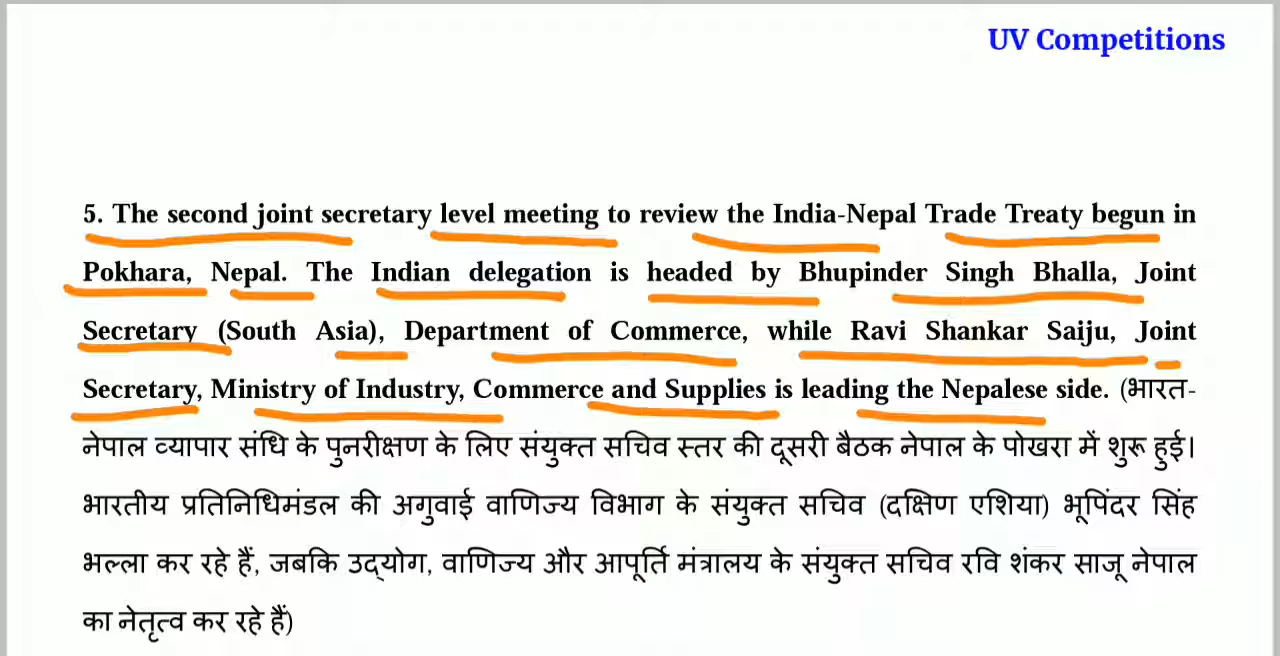 UV Competitions
5. The second joint secretary level meeting to review the India-Nepal Trade Treaty begun in
Pokhara, Nepal. The Indian delegation is headed by Bhupinder Singh Bhalla, Joint
Secretary (South Asia), Department of Commerce, while Ravi Shankar Saiju, Joint
Secretary, Ministry of Industry, Commerce and Supplies is leading the Nepalese side. (भारत-
नेपाल व्यापार संधि के पुनरीक्षण के लिए संयुक्त सचिव स्तर की दूसरी बैठक नेपाल के पोखरा में शुरू हुई।
भारतीय प्रतिनिधिमंडल की अगुवाई वाणिज्य विभाग के संयुक्त सचिव (दक्षिण एशिया) भूपिंदर सिंह
भल्ला कर रहे हैं, जबकि उद्योग, वाणिज्य और आपूर्ति मंत्रालय के संयुक्त सचिव रवि शंकर साजू नेपाल
का नेतृत्व कर रहे हैं)